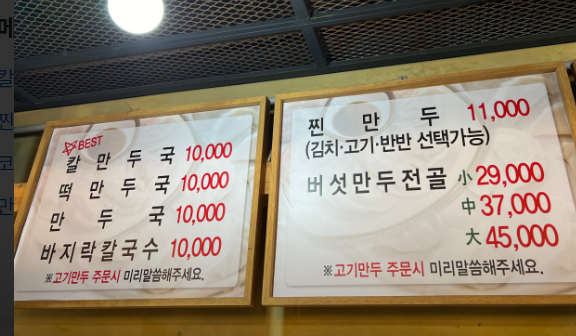 BEST
칼만두국 10,000
떡만두국 10,000
만두국 10,000
바지락칼국수 10,000
※고기만두 주문시 미리말씀해주세요.
찐만두 11,000
(김치·고기·반반 선택가능)
버섯만두전골 小 29,000
中 37,000
大 45,000
※고기만두 주문시 미리말씀해주세요.